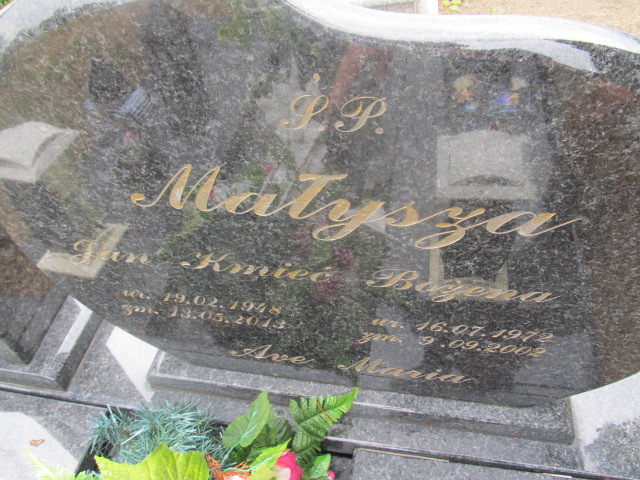 Ś.P.
Małysza
Jan Kmieć Bożena
ur. 19.02.1948 ur. 16.07.1972
zm. 13.05.2013 zm. 9.09.2002
Ave Maria